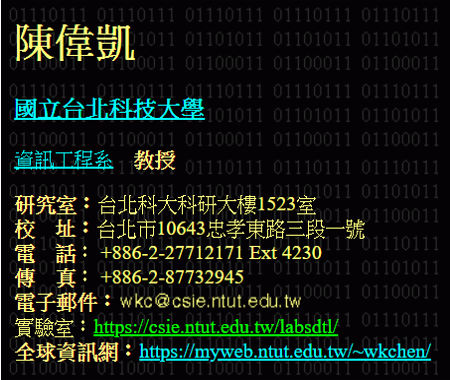 陳偉凱
國立台北科技大學
資訊工程系 教授
研究室：台北科大科研大樓1523室
校　址：台北市10643忠孝東路三段一號
電　話： +886-2-27712171 Ext 4230
傳　真： +886-2-87732945
電子郵件：wkc@csie.ntut.edu.tw
實驗室：https://csie.ntut.edu.tw/labsdtl/
全球資訊網：https://myweb.ntut.edu.tw/~wkchen/